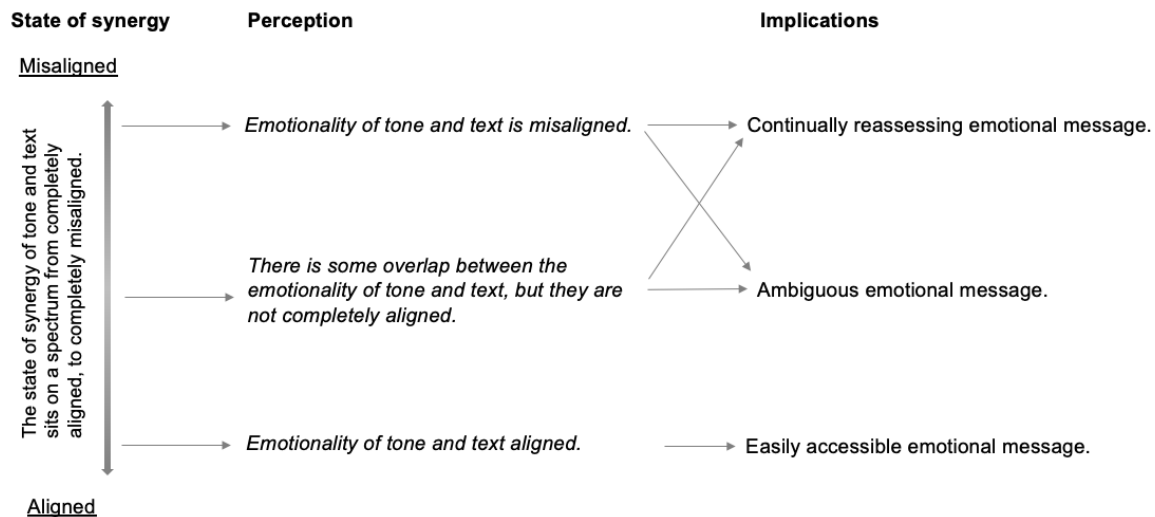 State of synergy
Perception
Implications
Misaligned
The state of synergy of tone and text
sits on a spectrum from completely
aligned, to completely misaligned.
Emotionality of tone and text is misaligned.
Continually reassessing emotional message.
There is some overlap between the
emotionality of tone and text, but they are
not completely aligned.
Ambiguous emotional message.
Emotionality of tone and text aligned.
Easily accessible emotional message.
Aligned